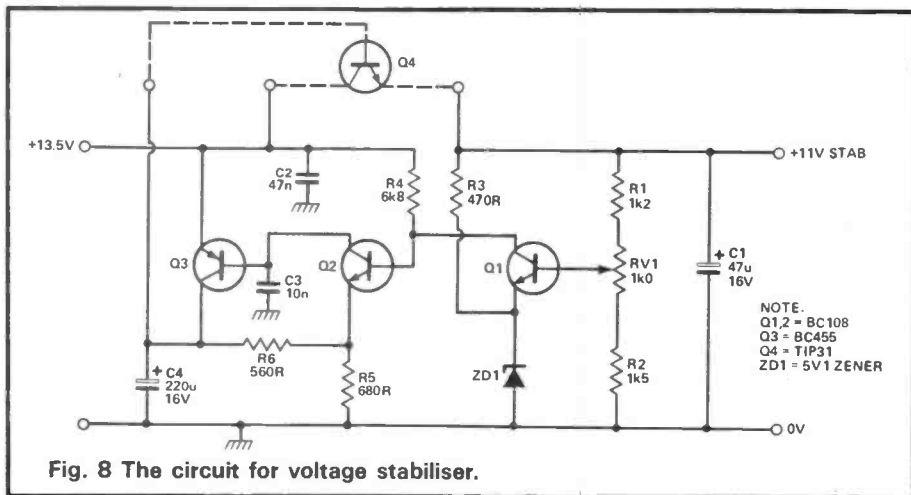 Q4
+13.5V
+11V STAB
C2
47n
R4
6k8
R3
470R
R1
1k2
Q3
Q2
Q1
RV1
1k0
+ C1
47u
16V
C3
10n
NOTE.
Q1,2 = BC108
Q3 = BC455
Q4 = TIP31
ZD1 = 5V1 ZENER
+ C4
220u
16V
R6
560R
R5
680R
ZD1
R2
1k5
0V
Fig. 8 The circuit for voltage stabiliser.